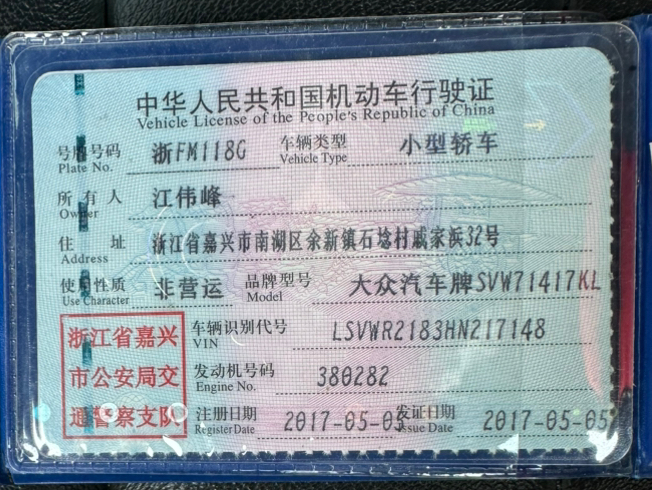 中华人民共和国机动车行驶证
Vehicle License of the People's Republic of China
号牌号码 浙FM118G 车辆类型 小型轿车
Plate No. Vehicle Type
所有人 江伟峰
Owner
住址 浙江省嘉兴市南湖区余新镇石埝村戚家浜32号
Address
使用性质 非营运 品牌型号 大众汽车牌SVW71417KL
Use Character Model
浙江省嘉兴
市公安局交
通警察支队
车辆识别代号 LSVWR2183HN217148
VIN
发动机号码 380282
Engine No.
注册日期 2017-05-05 发证日期 2017-05-05
Register Date Issue Date